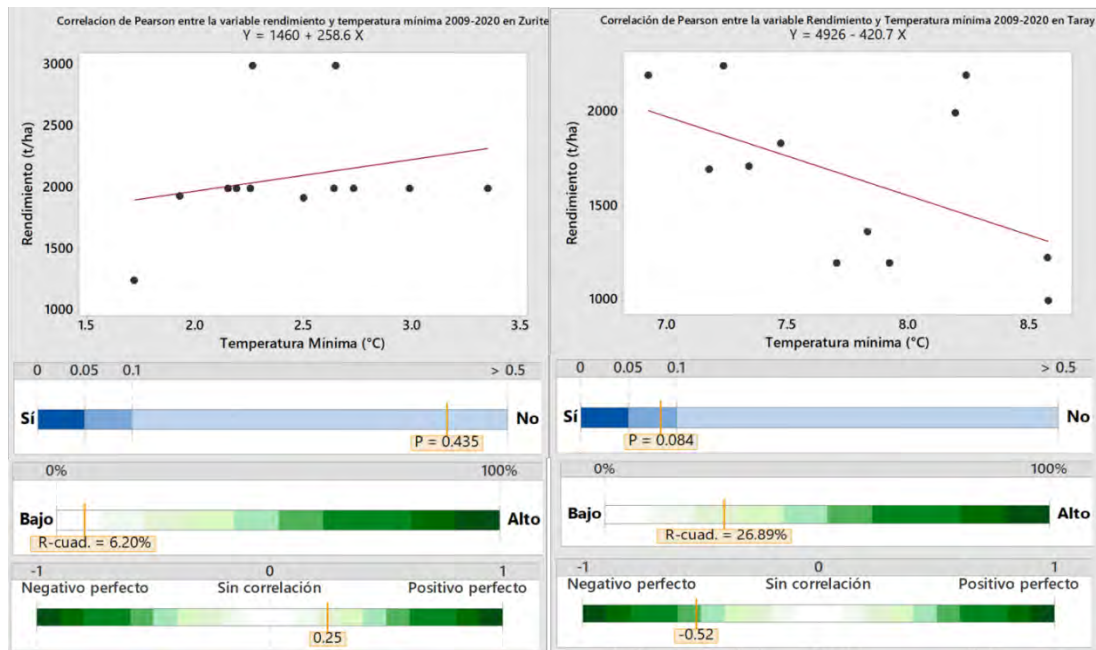 Correlacion de Pearson entre la variable rendimiento y temperatura mínima 2009-2020 en Zurite
Y = 1460 + 258.6 X
3000
2500
2000
1500
1000
Rendimiento (t/ha)
1.5 2.0 2.5 3.0 3.5
Temperatura Mínima (°C)
0 0.05 0.1 > 0.5
Sí No
P = 0.435
0% 100%
Bajo Alto
R-cuad. = 6.20%
-1 0 1
Negativo perfecto Sin correlación Positivo perfecto
0.25
Correlación de Pearson entre la variable Rendimiento y Temperatura mínima 2009-2020 en Taray
Y = 4926 - 420.7 X
2000
1500
1000
Rendimiento (t/ha)
7.0 7.5 8.0 8.5
Temperatura mínima (°C)
0 0.05 0.1 > 0.5
Sí No
P = 0.084
0% 100%
Bajo Alto
R-cuad. = 26.89%
-1 0 1
Negativo perfecto Sin correlación Positivo perfecto
-0.52